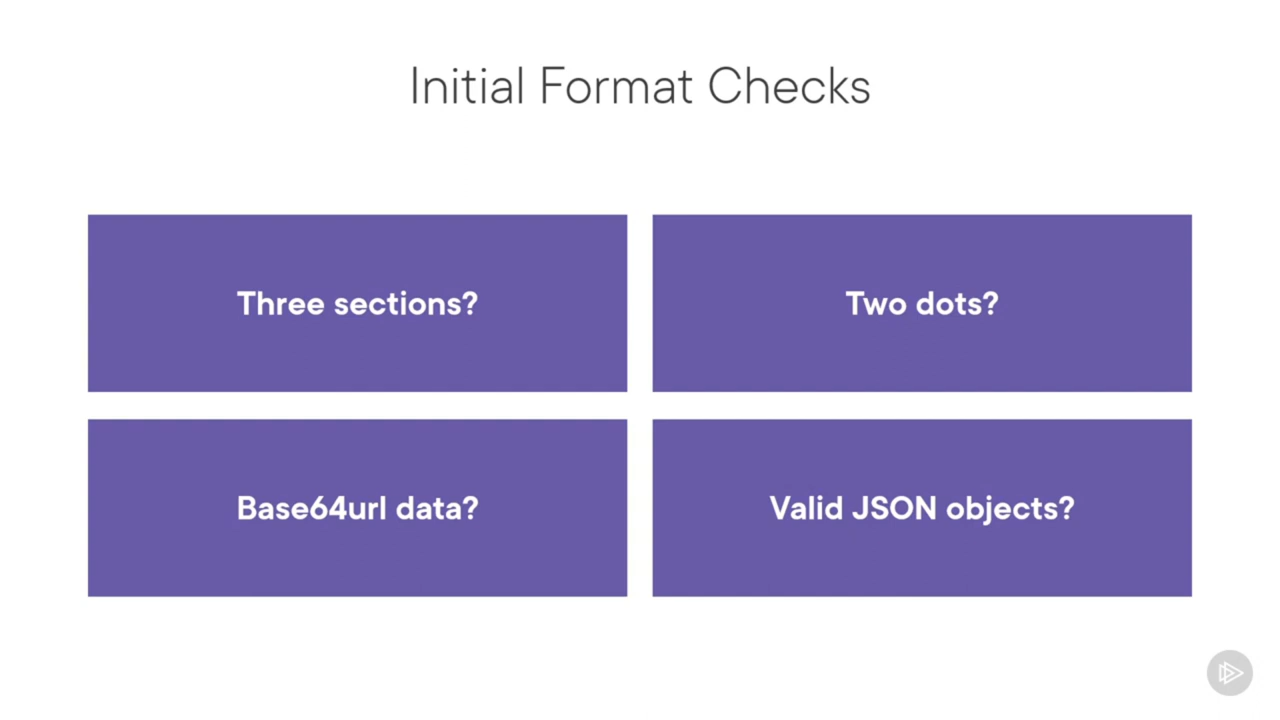 Initial Format Checks
Three sections?
Two dots?
Base64url data?
Valid JSON objects?